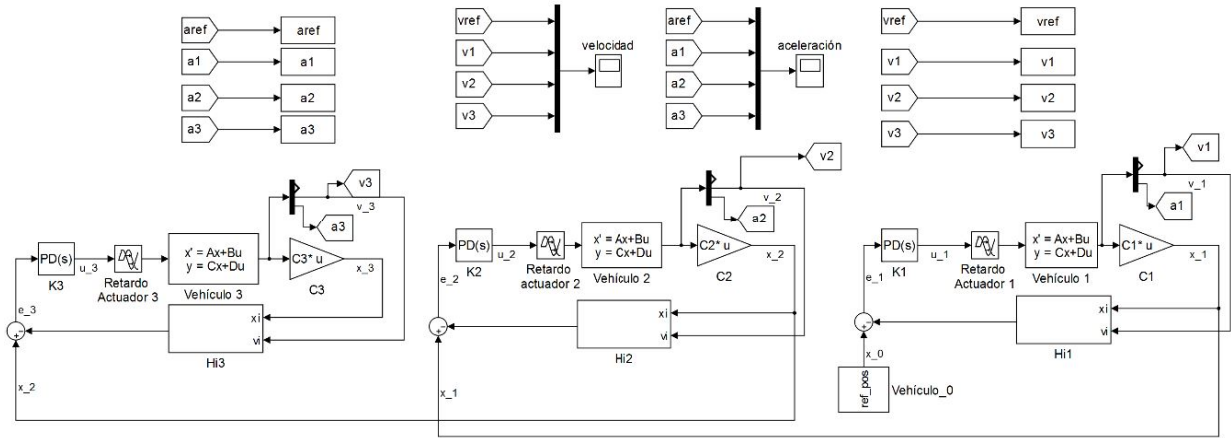 aref aref
a1 a1
a2 a2
a3 a3
vref
v1
v2
v3
velocidad
aref
a1
a2
a3
aceleración
vref vref
v1 v1
v2 v2
v3 v3
v3
v_3
a3
PD(s)
K3
u_3
Retardo
Actuador 3
x' = Ax+Bu
y = Cx+Du
Vehículo 3
C3* u
C3
x_3
e_3
xi
vi
Hi3
x_2
v2
v_2
a2
PD(s)
K2
u_2
Retardo
actuador 2
x' = Ax+Bu
y = Cx+Du
Vehículo 2
C2* u
C2
x_2
e_2
xi
vi
Hi2
x_1
v1
v_1
a1
PD(s)
K1
u_1
Retardo
Actuador 1
x' = Ax+Bu
y = Cx+Du
Vehículo 1
C1* u
C1
x_1
e_1
xi
vi
Hi1
x_0
ref_pos
Vehículo_0